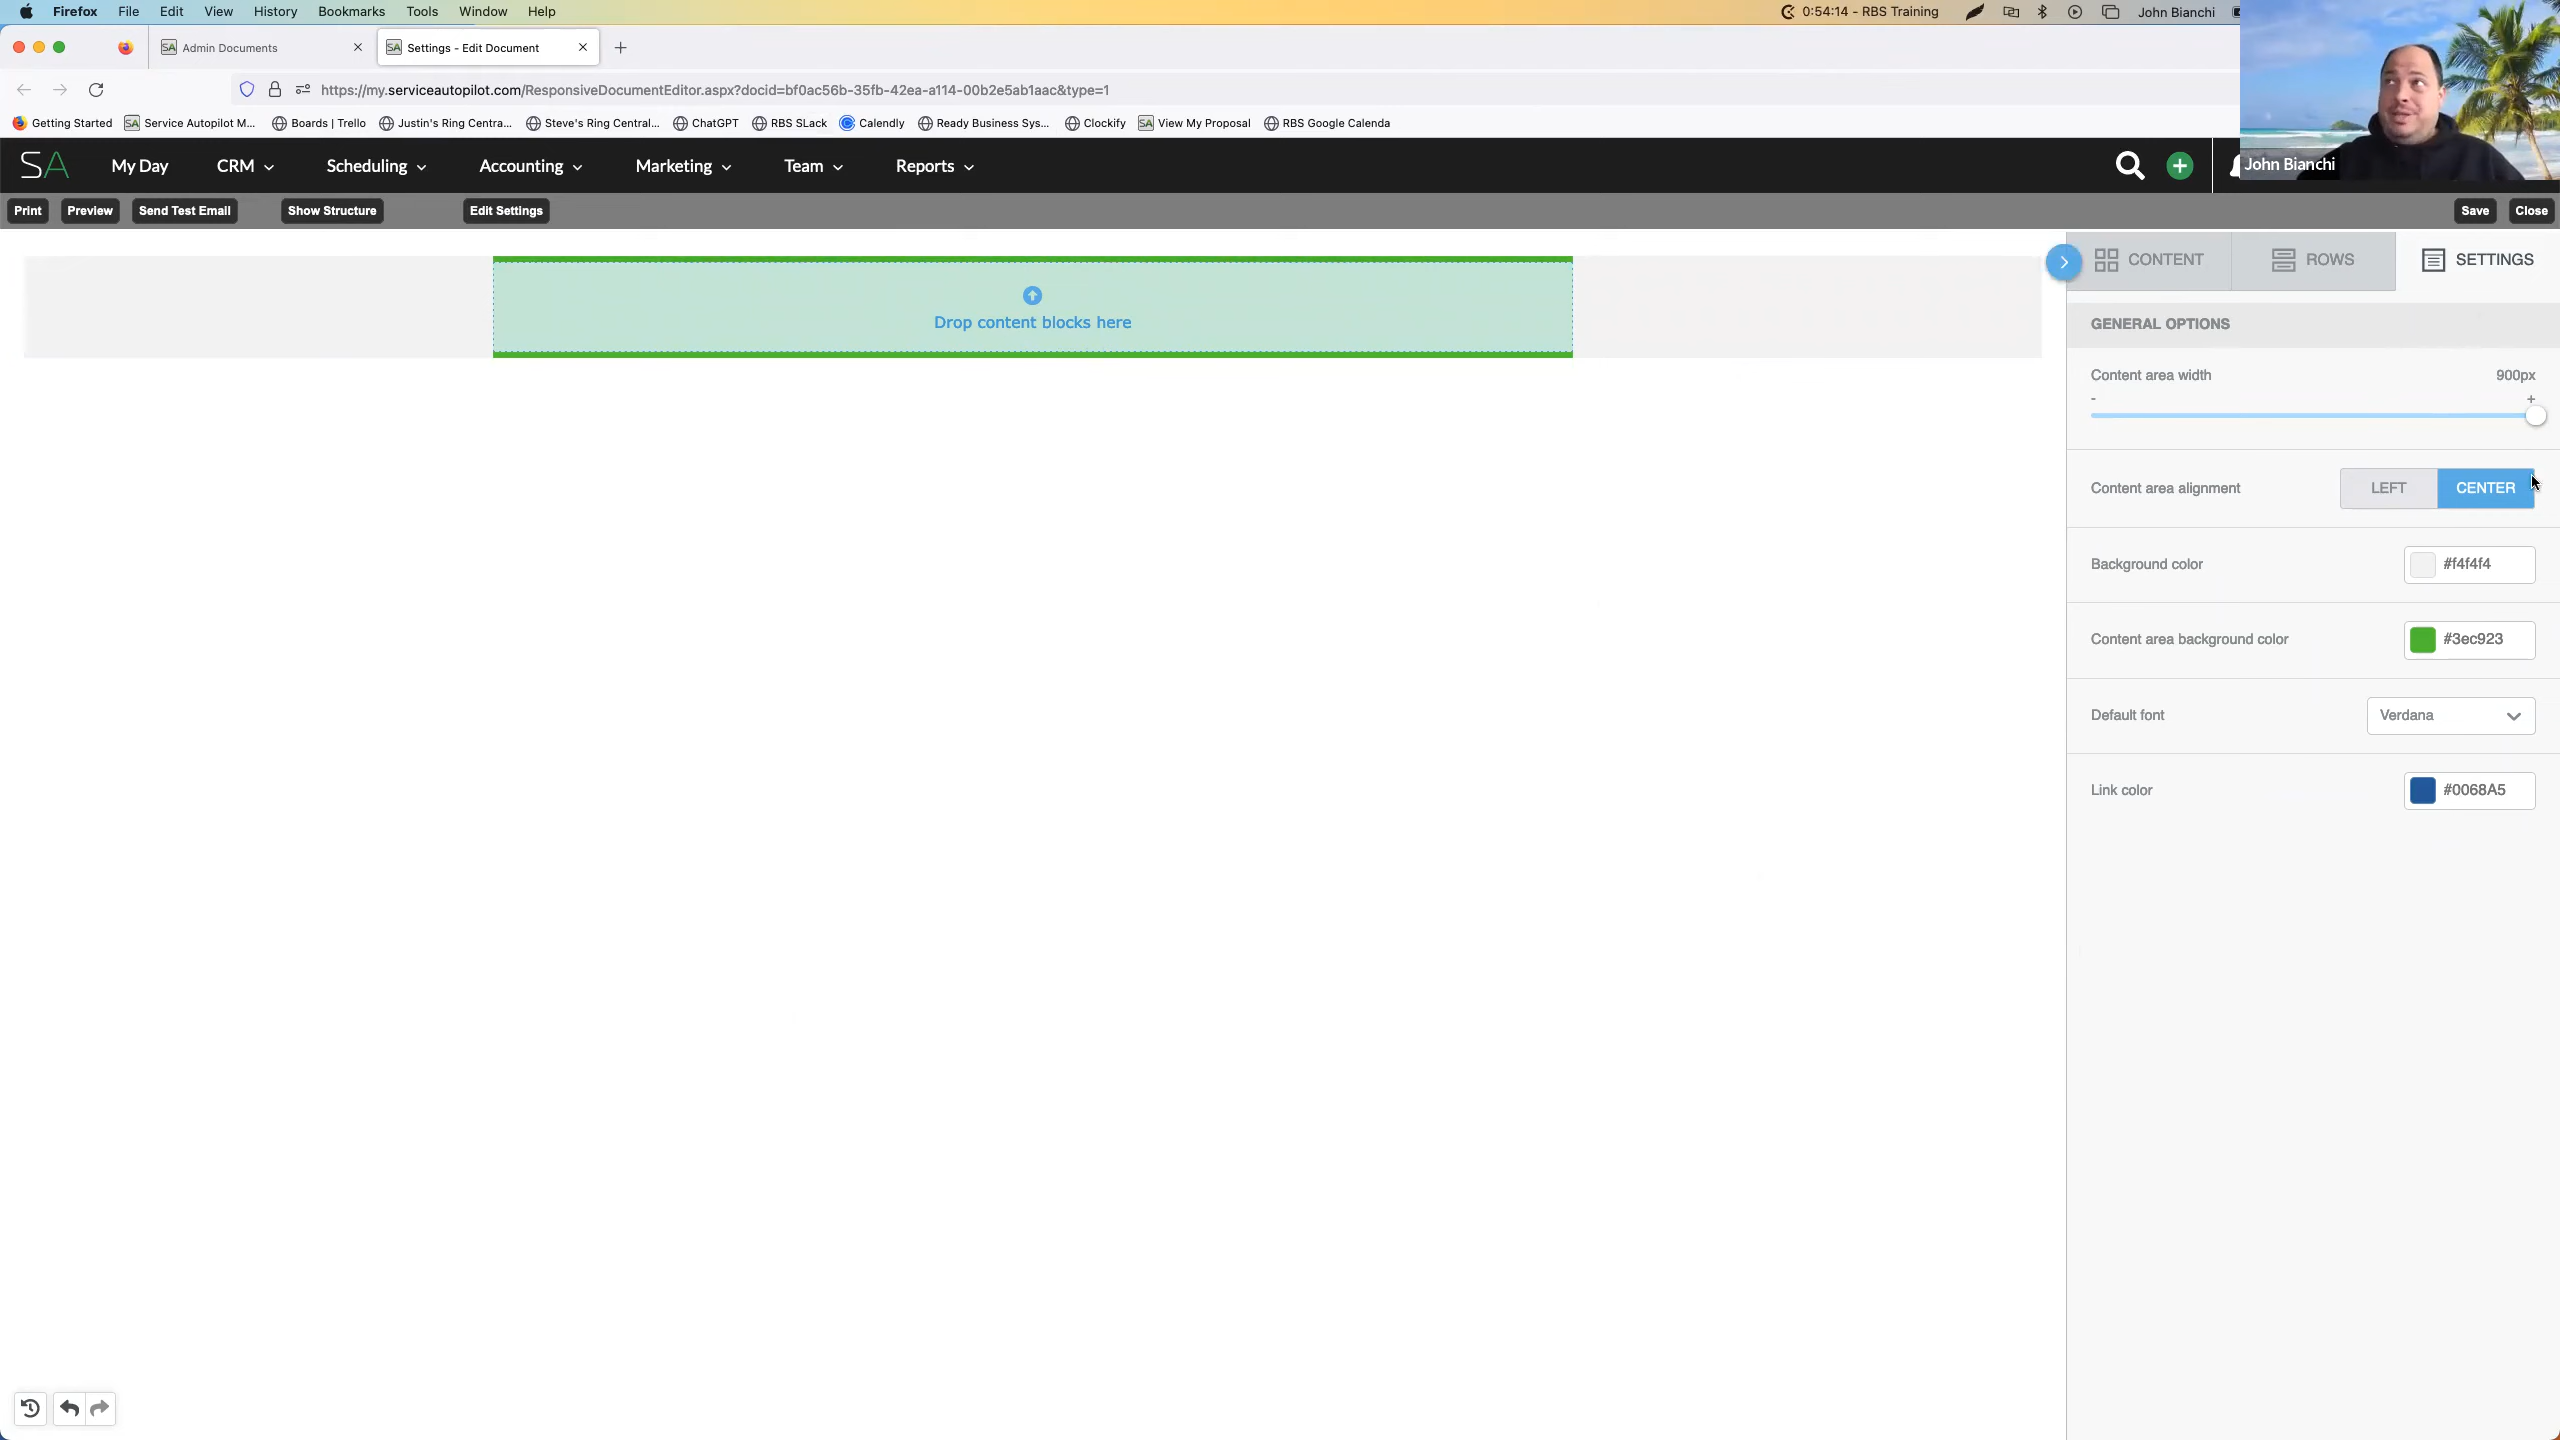 Firefox File Edit View History Bookmarks Tools Window Help 0:54:14 - RBS Training John Bianchi
SA Admin Documents SA Settings - Edit Document
https://my.serviceautopilot.com/ResponsiveDocumentEditor.aspx?docid=bf0ac56b-35fb-42ea-a114-00b2e5ab1aac&type=1
Getting Started SA Service Autopilot M... Boards | Trello Justin's Ring Centra... Steve's Ring Central... ChatGPT RBS SLack Calendly Ready Business Sys... Clockify SA View My Proposal RBS Google Calenda
SA My Day CRM Scheduling Accounting Marketing Team Reports John Bianchi
Print Preview Send Test Email Show Structure Edit Settings Save Close
CONTENT ROWS SETTINGS
Drop content blocks here
GENERAL OPTIONS
Content area width 900px
- +
Content area alignment LEFT CENTER
Background color #f4f4f4
Content area background color #3ec923
Default font Verdana
Link color #0068A5